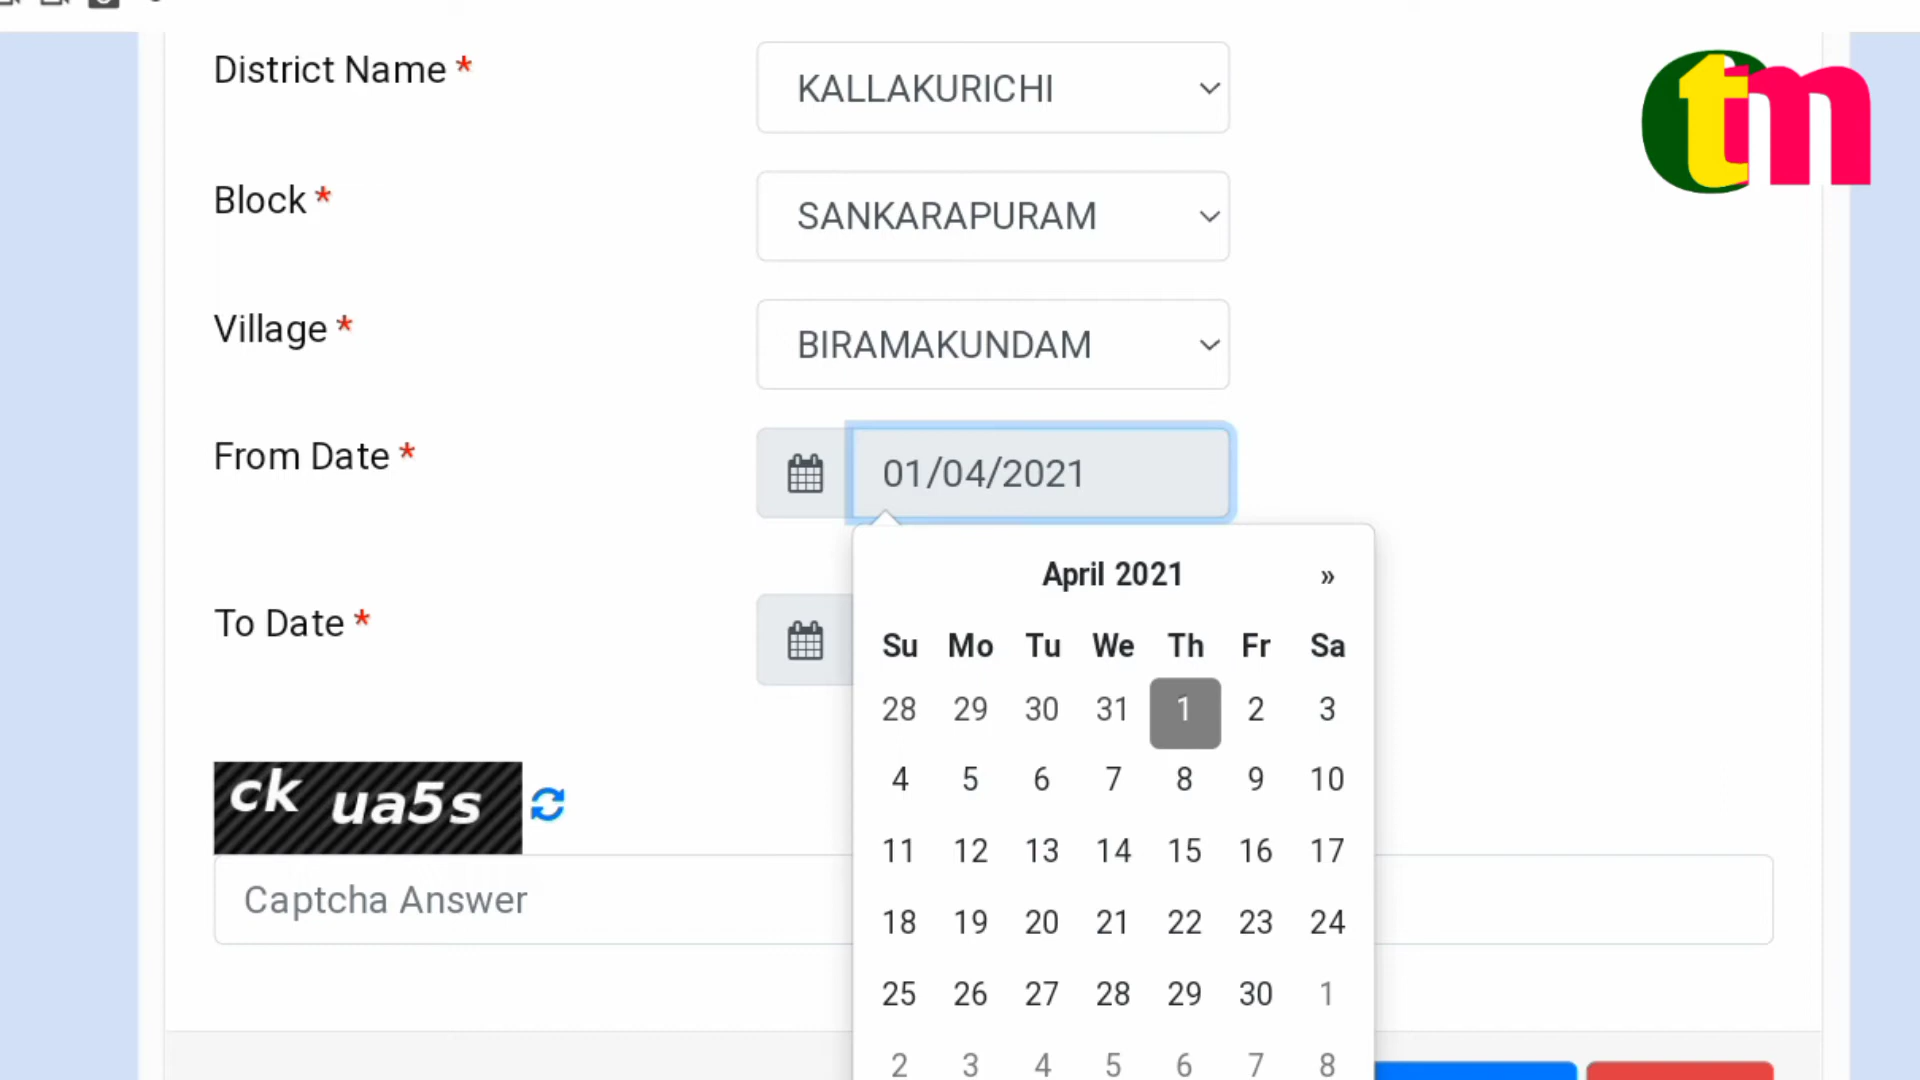 District Name *
KALLAKURICHI
Block *
SANKARAPURAM
Village *
BIRAMAKUNDAM
From Date *
01/04/2021
To Date *
April 2021 »
Su Mo Tu We Th Fr Sa
28 29 30 31 1 2 3
4 5 6 7 8 9 10
11 12 13 14 15 16 17
18 19 20 21 22 23 24
25 26 27 28 29 30 1
2 3 4 5 6 7 8
ck ua5s
Captcha Answer
tm